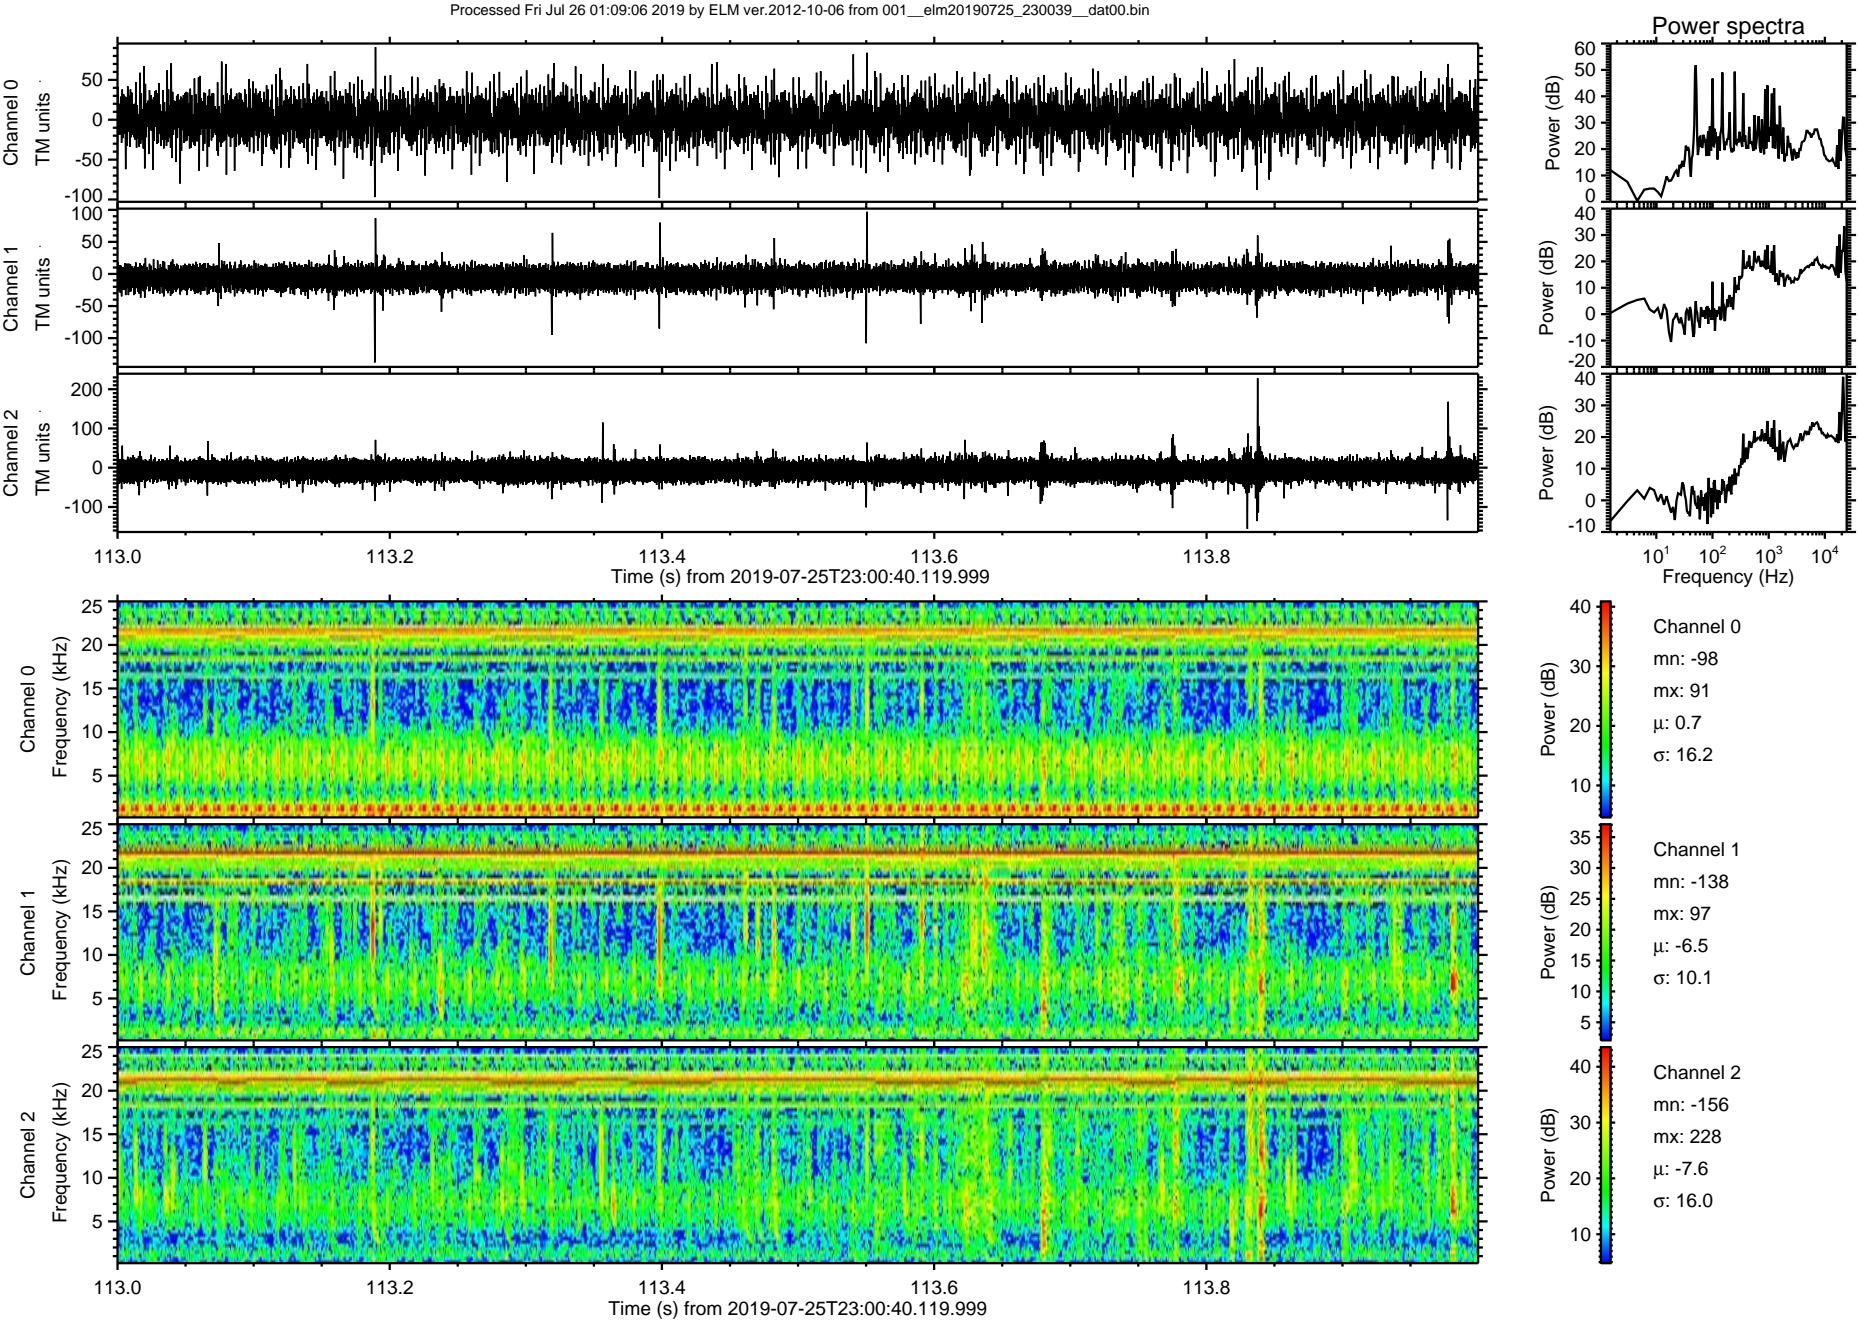 Processed Fri Jul 26 01:09:06 2019 by ELM ver.2012-10-06 from 001__elm20190725_230039__dat00.bin
Power spectra
Channel 0
TM units
50
0
-50
-100
Power (dB)
60
50
40
30
20
10
0
Channel 1
TM units
100
50
0
-50
-100
Power (dB)
40
30
20
10
0
-10
-20
Channel 2
TM units
200
100
0
-100
Power (dB)
40
30
20
10
0
-10
113.0 113.2 113.4 113.6 113.8
Time (s) from 2019-07-25T23:00:40.119.999
10^1 10^2 10^3 10^4
Frequency (Hz)
Channel 0
Frequency (kHz)
25
20
15
10
5
Power (dB)
40
30
20
10
Channel 0
mn: -98
mx: 91
μ: 0.7
σ: 16.2
Channel 1
Frequency (kHz)
25
20
15
10
5
Power (dB)
35
30
25
20
15
10
5
Channel 1
mn: -138
mx: 97
μ: -6.5
σ: 10.1
Channel 2
Frequency (kHz)
25
20
15
10
5
Power (dB)
40
30
20
10
Channel 2
mn: -156
mx: 228
μ: -7.6
σ: 16.0
113.0 113.2 113.4 113.6 113.8
Time (s) from 2019-07-25T23:00:40.119.999